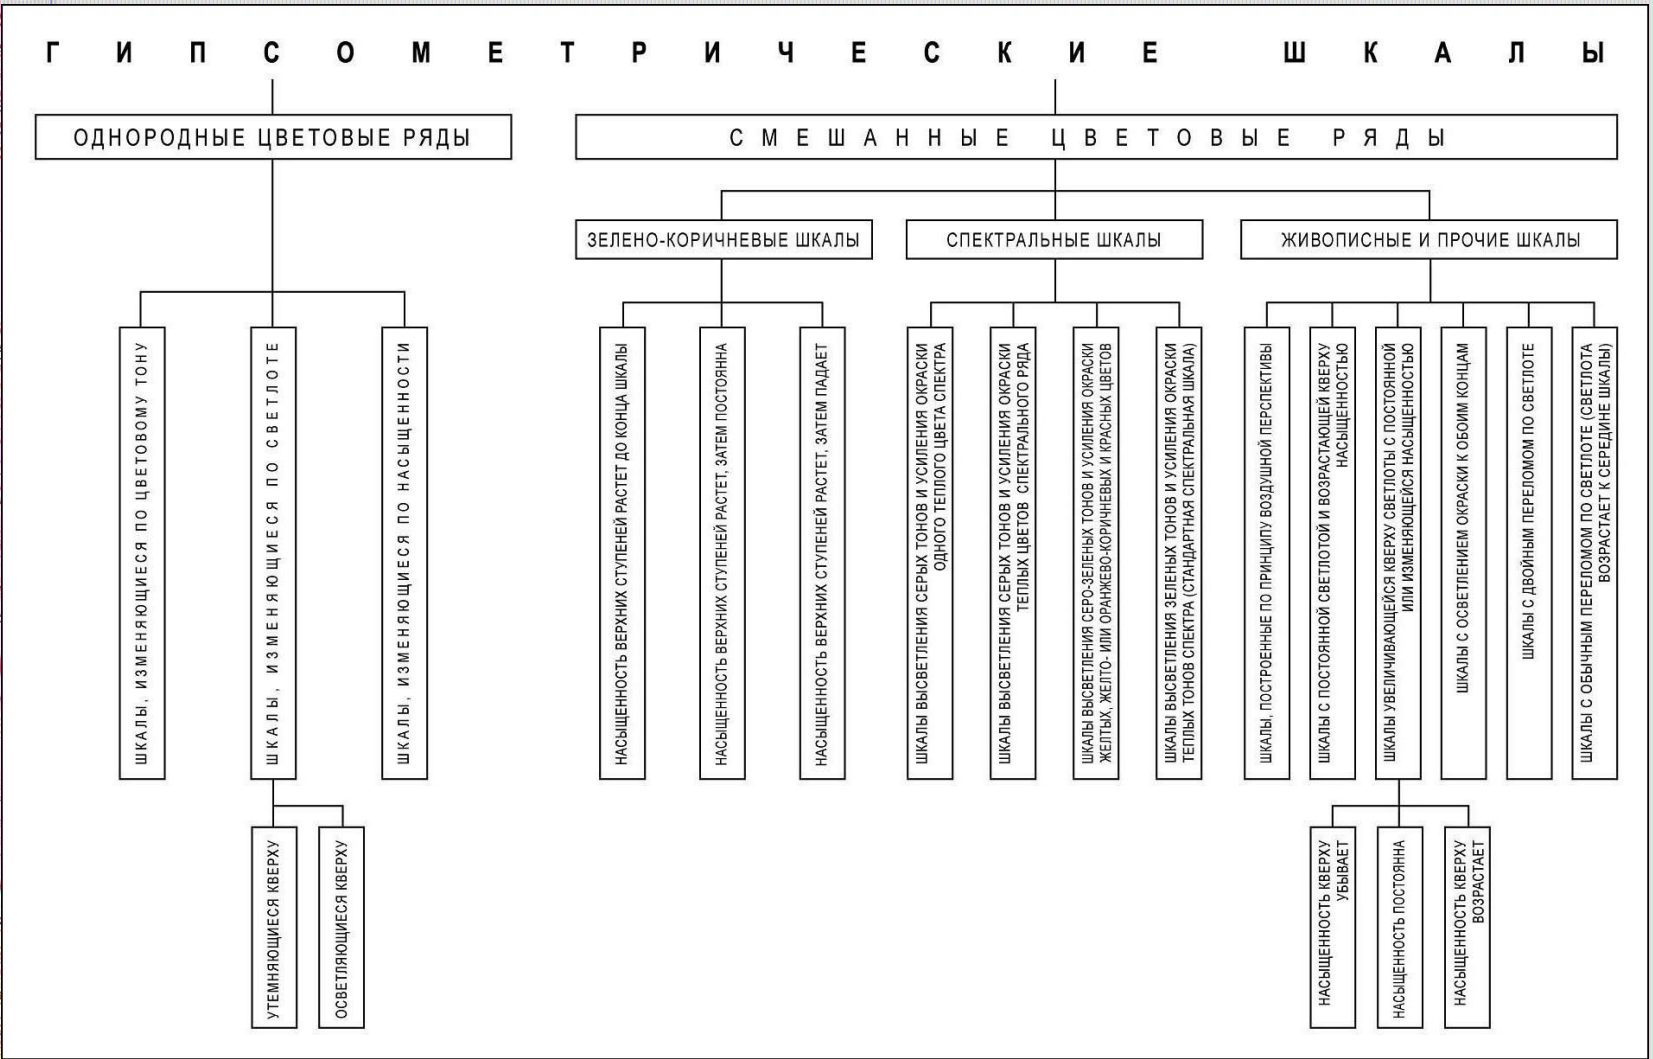 ГИПСОМЕТРИЧЕСКИЕ ШКАЛЫ
ОДНОРОДНЫЕ ЦВЕТОВЫЕ РЯДЫ
СМЕШАННЫЕ ЦВЕТОВЫЕ РЯДЫ
ЗЕЛЕНО-КОРИЧНЕВЫЕ ШКАЛЫ
СПЕКТРАЛЬНЫЕ ШКАЛЫ
ЖИВОПИСНЫЕ И ПРОЧИЕ ШКАЛЫ
ШКАЛЫ, ИЗМЕНЯЮЩИЕСЯ ПО ЦВЕТОВОМУ ТОНУ
ШКАЛЫ, ИЗМЕНЯЮЩИЕСЯ ПО СВЕТЛОТЕ
ШКАЛЫ, ИЗМЕНЯЮЩИЕСЯ ПО НАСЫЩЕННОСТИ
НАСЫЩЕННОСТЬ ВЕРХНИХ СТУПЕНЕЙ РАСТЕТ ДО КОНЦА ШКАЛЫ
НАСЫЩЕННОСТЬ ВЕРХНИХ СТУПЕНЕЙ РАСТЕТ, ЗАТЕМ ПОСТОЯННА
НАСЫЩЕННОСТЬ ВЕРХНИХ СТУПЕНЕЙ РАСТЕТ, ЗАТЕМ ПАДАЕТ
ШКАЛЫ ВЫСВЕТЛЕНИЯ СЕРЫХ ТОНОВ И УСИЛЕНИЯ ОКРАСКИ
ОДНОГО ТЕПЛОГО ЦВЕТА СПЕКТРА
ШКАЛЫ ВЫСВЕТЛЕНИЯ СЕРЫХ ТОНОВ И УСИЛЕНИЯ ОКРАСКИ
ТЕПЛЫХ ЦВЕТОВ СПЕКТРАЛЬНОГО РЯДА
ШКАЛЫ ВЫСВЕТЛЕНИЯ СЕРО-ЗЕЛЕНЫХ ТОНОВ И УСИЛЕНИЯ ОКРАСКИ
ЖЕЛТЫХ, ЖЕЛТО- ИЛИ ОРАНЖЕВО-КОРИЧНЕВЫХ И КРАСНЫХ ЦВЕТОВ
ШКАЛЫ ВЫСВЕТЛЕНИЯ ЗЕЛЕНЫХ ТОНОВ И УСИЛЕНИЯ ОКРАСКИ
ТЕПЛЫХ ТОНОВ СПЕКТРА (СТАНДАРТНАЯ СПЕКТРАЛЬНАЯ ШКАЛА)
ШКАЛЫ, ПОСТРОЕННЫЕ ПО ПРИНЦИПУ ВОЗДУШНОЙ ПЕРСПЕКТИВЫ
ШКАЛЫ С ПОСТОЯННОЙ СВЕТЛОТОЙ И ВОЗРАСТАЮЩЕЙ КВЕРХУ
НАСЫЩЕННОСТЬЮ
ШКАЛЫ УВЕЛИЧИВАЮЩЕЙСЯ КВЕРХУ СВЕТЛОТЫ С ПОСТОЯННОЙ
ИЛИ ИЗМЕНЯЮЩЕЙСЯ НАСЫЩЕННОСТЬЮ
ШКАЛЫ С ОСВЕТЛЕНИЕМ ОКРАСКИ К ОБОИМ КОНЦАМ
ШКАЛЫ С ДВОЙНЫМ ПЕРЕЛОМОМ ПО СВЕТЛОТЕ
ШКАЛЫ С ОБЫЧНЫМ ПЕРЕЛОМОМ ПО СВЕТЛОТЕ (СВЕТЛОТА
ВОЗРАСТАЕТ К СЕРЕДИНЕ ШКАЛЫ)
УТЕМНЯЮЩИЕСЯ КВЕРХУ
ОСВЕТЛЯЮЩИЕСЯ КВЕРХУ
НАСЫЩЕННОСТЬ КВЕРХУ
УБЫВАЕТ
НАСЫЩЕННОСТЬ ПОСТОЯННА
НАСЫЩЕННОСТЬ КВЕРХУ
ВОЗРАСТАЕТ